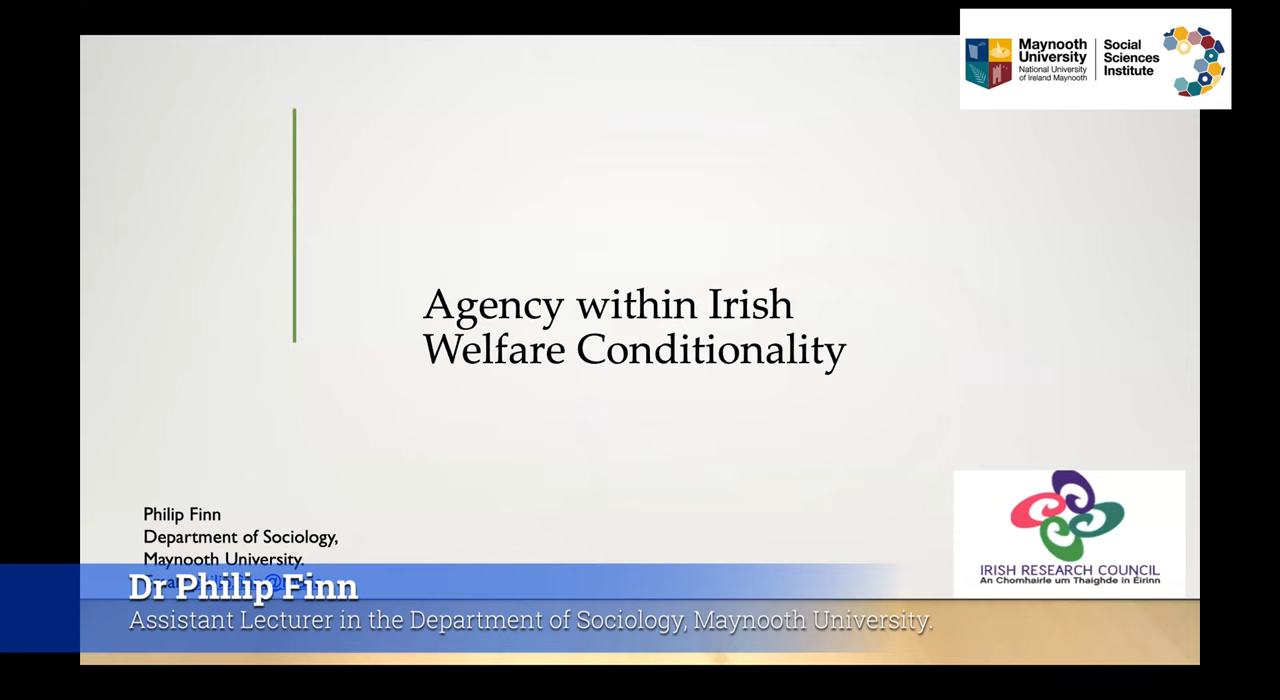 Maynooth
University
National University
of Ireland Maynooth
Social
Sciences
Institute
Agency within Irish
Welfare Conditionality
Philip Finn
Department of Sociology,
Maynooth University.
Dr Philip Finn
Assistant Lecturer in the Department of Sociology, Maynooth University.
IRISH RESEARCH COUNCIL
An Chomhairle um Thaighde in Éirinn